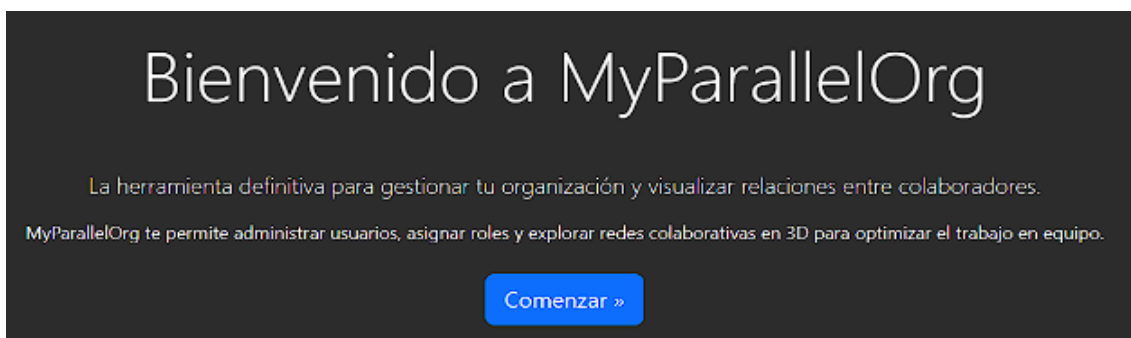 Bienvenido a MyParallelOrg
La herramienta definitiva para gestionar tu organización y visualizar relaciones entre colaboradores.
MyParallelOrg te permite administrar usuarios, asignar roles y explorar redes colaborativas en 3D para optimizar el trabajo en equipo.
Comenzar »